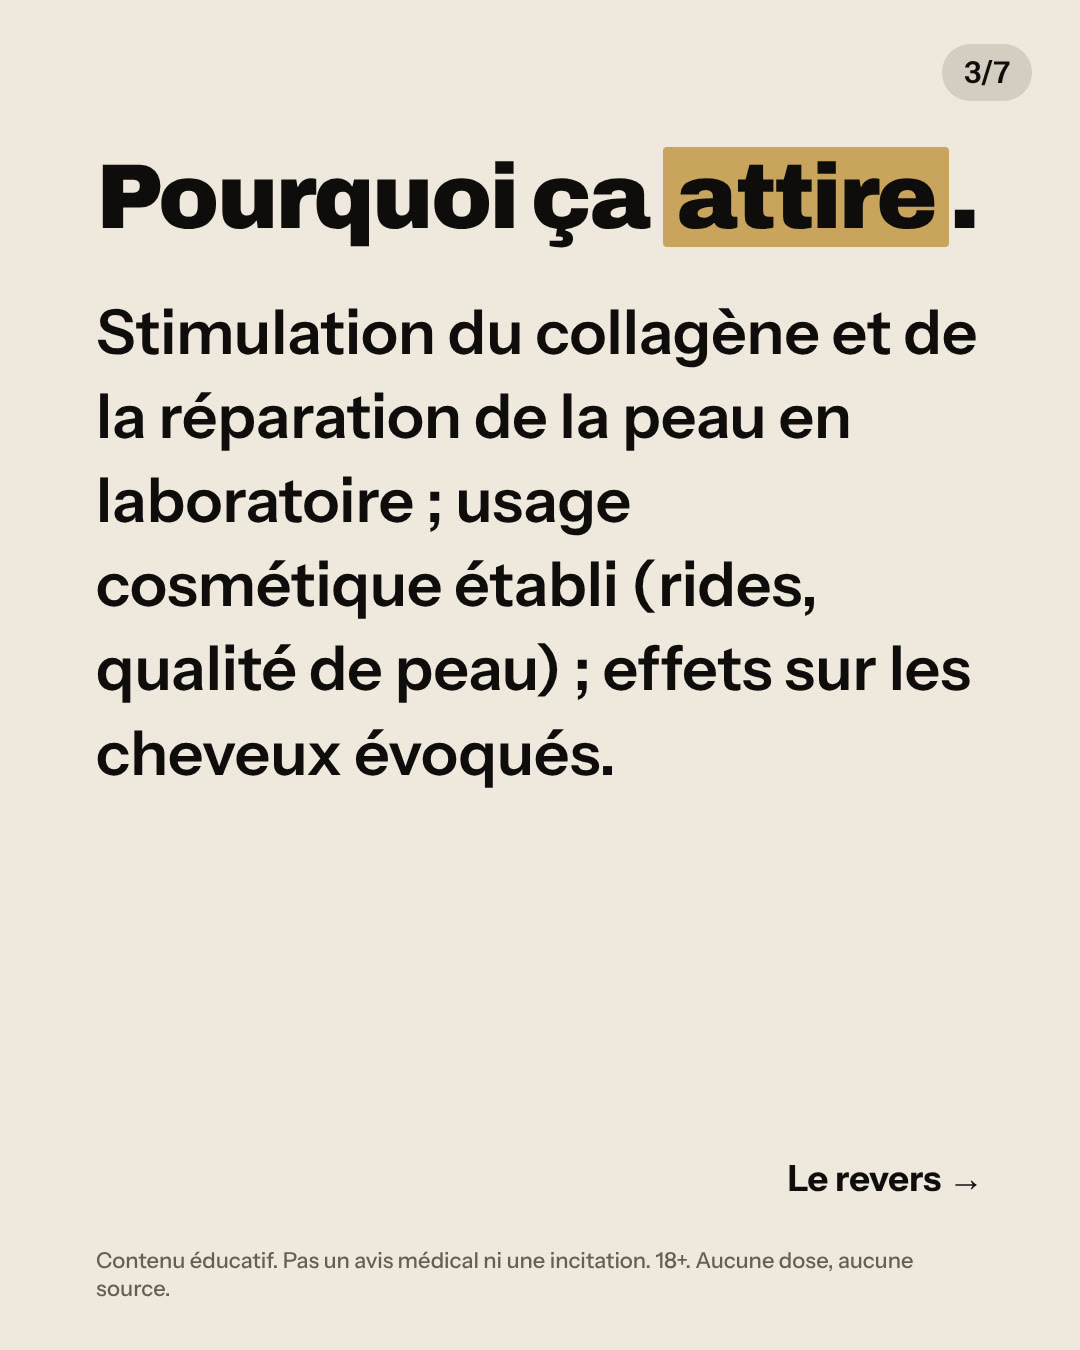 3/7
Pourquoi ça attire.
Stimulation du collagène et de
la réparation de la peau en
laboratoire ; usage
cosmétique établi (rides,
qualité de peau) ; effets sur les
cheveux évoqués.
Le revers →
Contenu éducatif. Pas un avis médical ni une incitation. 18+. Aucune dose, aucune
source.